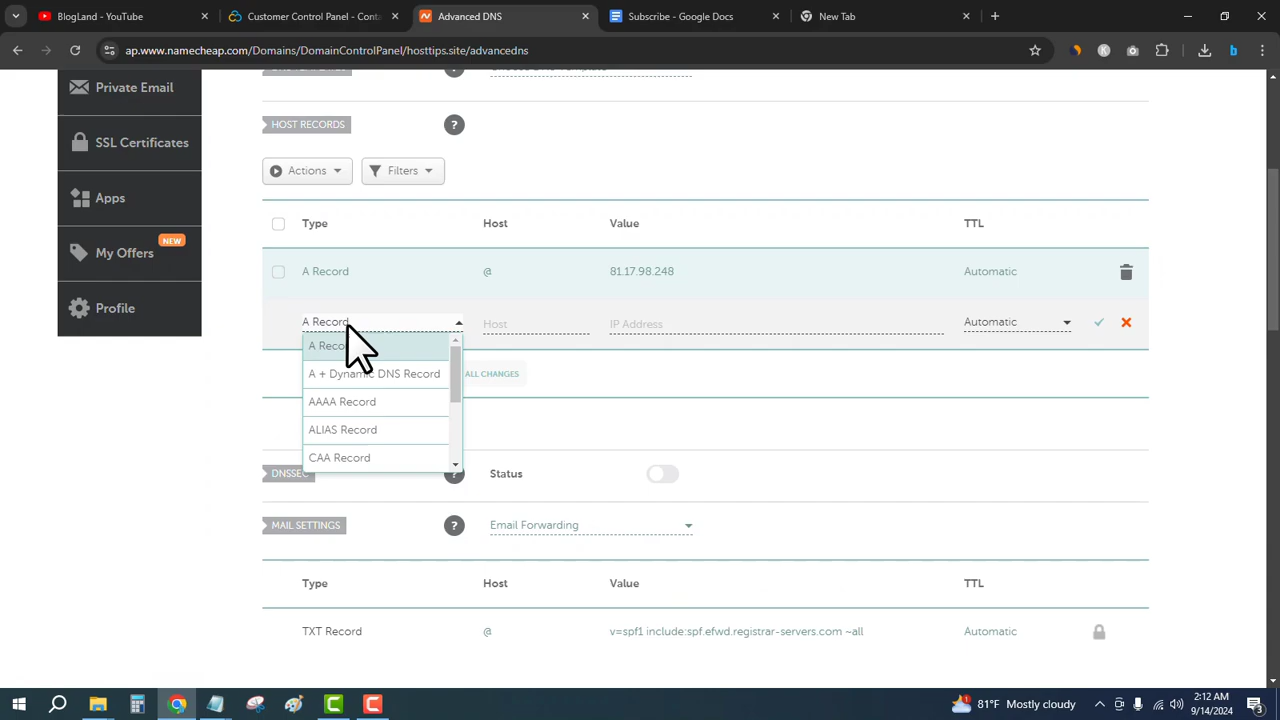 BlogLand - YouTube
Customer Control Panel - Conta
Advanced DNS
Subscribe - Google Docs
New Tab
ap.www.namecheap.com/Domains/DomainControlPanel/hosttips.site/advancedns
K
b
Private Email
SSL Certificates
Apps
My Offers
NEW
Profile
HOST RECORDS
?
Actions
Filters
Type Host Value TTL
A Record @ 81.17.98.248 Automatic
A Record Host IP Address Automatic
A Record
A + Dynamic DNS Record
AAAA Record
ALIAS Record
CAA Record
ALL CHANGES
DNSSEC
?
Status
MAIL SETTINGS
?
Email Forwarding
Type Host Value TTL
TXT Record @ v=spf1 include:spf.efwd.registrar-servers.com ~all Automatic
81°F Mostly cloudy
2:12 AM
9/14/2024
3